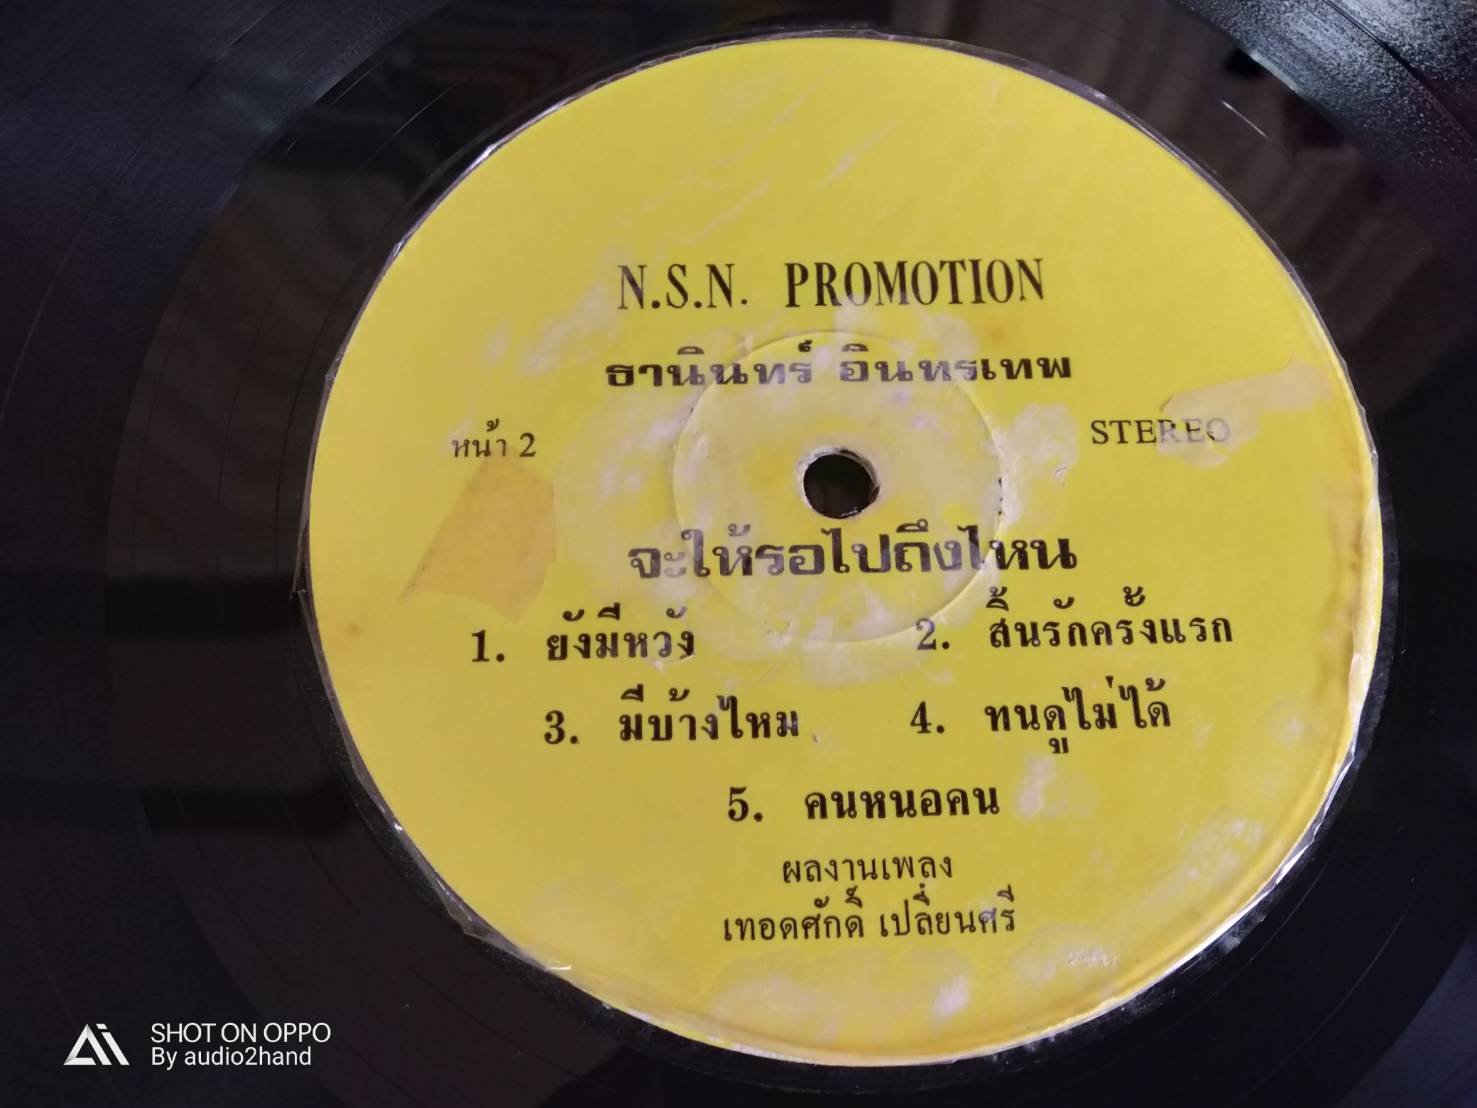 N.S.N. PROMOTION
ธานินทร์ อินทรเทพ
หน้า 2
STEREO
จะให้รอไปถึงไหน
1. ยังมีหวัง 2. สิ้นรักครั้งแรก
3. มีบ้างไหม 4. ทนดูไม่ได้
5. คนหนอคน
ผลงานเพลง
เทอดศักดิ์ เปลี่ยนศรี
SHOT ON OPPO
By audio2hand